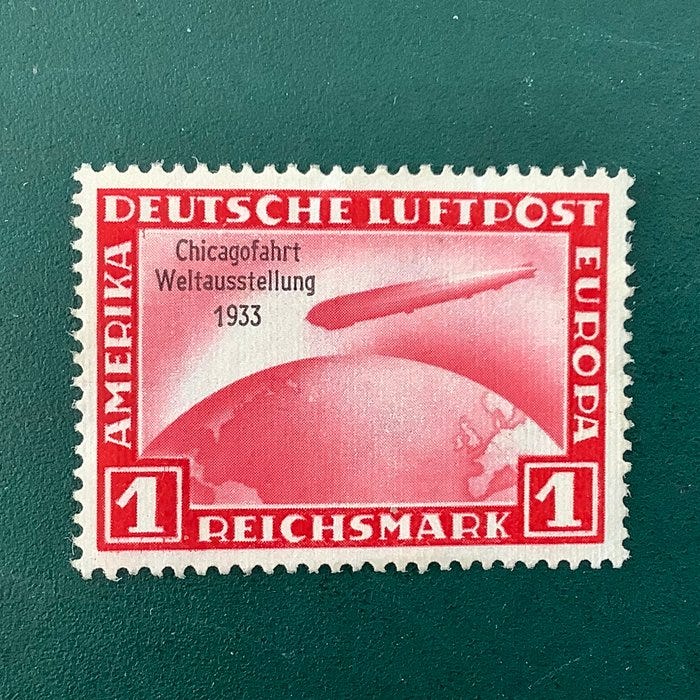 DEUTSCHE LUFTPOST
AMERIKA
EUROPA
Chicagofahrt
Weltausstellung
1933
1
REICHSMARK
1